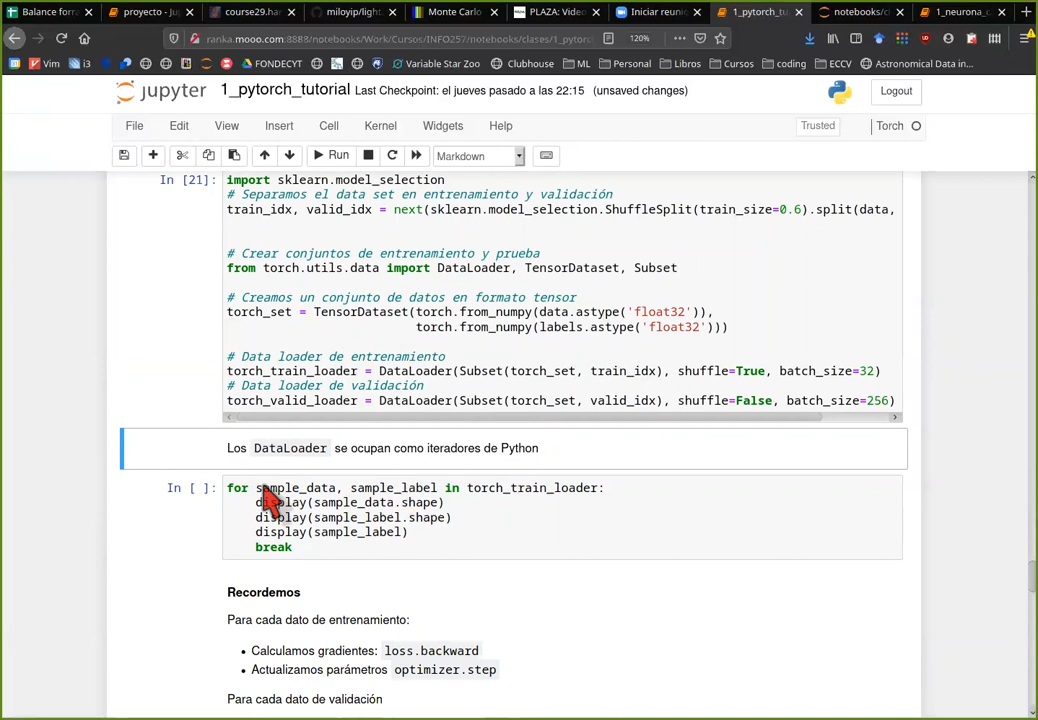 Balance forma
proyecto - Jup
course29.han
miloyip/light
Monte Carlo
PLAZA: Video
Iniciar reunió
1_pytorch_tu
notebooks/cl
1_neurona_c
ranka.mooo.com:8888/notebooks/Work/Cursos/INFO257/notebooks/clases/1_pytorc
120%
Vim
i3
FONDECYT
Variable Star Zoo
Clubhouse
ML
Personal
Libros
Cursos
coding
ECCV
Astronomical Data in...
jupyter 1_pytorch_tutorial Last Checkpoint: el jueves pasado a las 22:15 (unsaved changes)
Logout
File Edit View Insert Cell Kernel Widgets Help
Trusted
Torch
Run
Markdown
In [21]:
import sklearn.model_selection
# Separamos el data set en entrenamiento y validación
train_idx, valid_idx = next(sklearn.model_selection.ShuffleSplit(train_size=0.6).split(data,
# Crear conjuntos de entrenamiento y prueba
from torch.utils.data import DataLoader, TensorDataset, Subset
# Creamos un conjunto de datos en formato tensor
torch_set = TensorDataset(torch.from_numpy(data.astype('float32')),
torch.from_numpy(labels.astype('float32')))
# Data loader de entrenamiento
torch_train_loader = DataLoader(Subset(torch_set, train_idx), shuffle=True, batch_size=32)
# Data loader de validación
torch_valid_loader = DataLoader(Subset(torch_set, valid_idx), shuffle=False, batch_size=256)
Los DataLoader se ocupan como iteradores de Python
In [ ]:
for sample_data, sample_label in torch_train_loader:
display(sample_data.shape)
display(sample_label.shape)
display(sample_label)
break
Recordemos
Para cada dato de entrenamiento:
• Calculamos gradientes: loss.backward
• Actualizamos parámetros optimizer.step
Para cada dato de validación